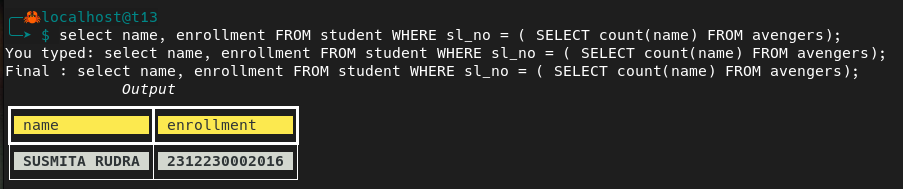 localhost@t13
select name, enrollment FROM student WHERE sl_no = ( SELECT count(name) FROM avengers);
You typed: select name, enrollment FROM student WHERE sl_no = ( SELECT count(name) FROM avengers);
Final : select name, enrollment FROM student WHERE sl_no = ( SELECT count(name) FROM avengers);
Output
name enrollment
SUSMITA RUDRA 2312230002016